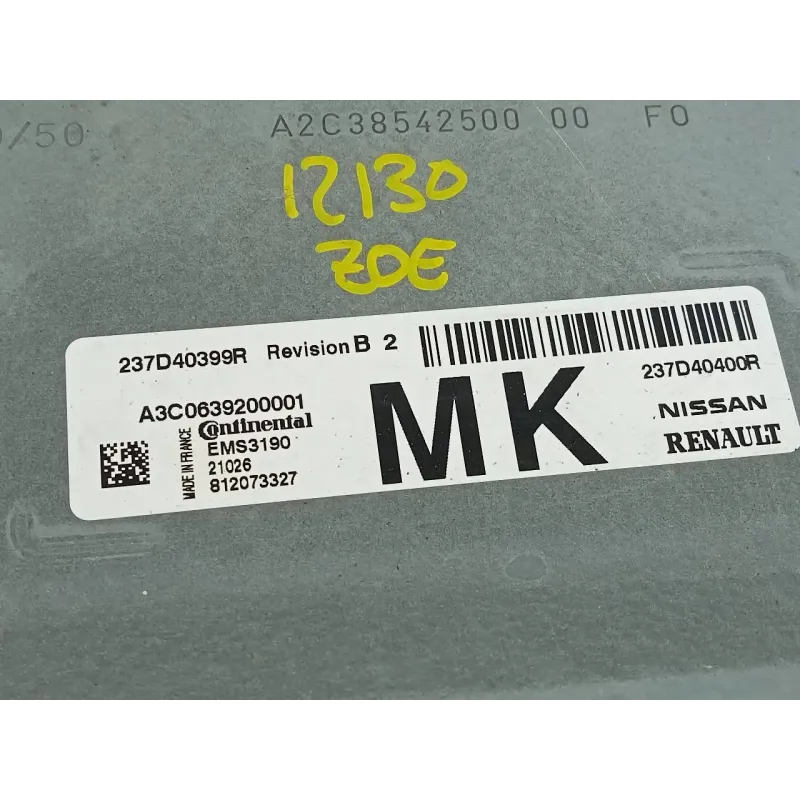 /50 A2C38542500 00 F0
12130
ZOE
237D40399R Revision B 2
237D40400R
A3C0639200001
Continental
EMS3190
21026
812073327
MADE IN FRANCE
MK
NISSAN
RENAULT